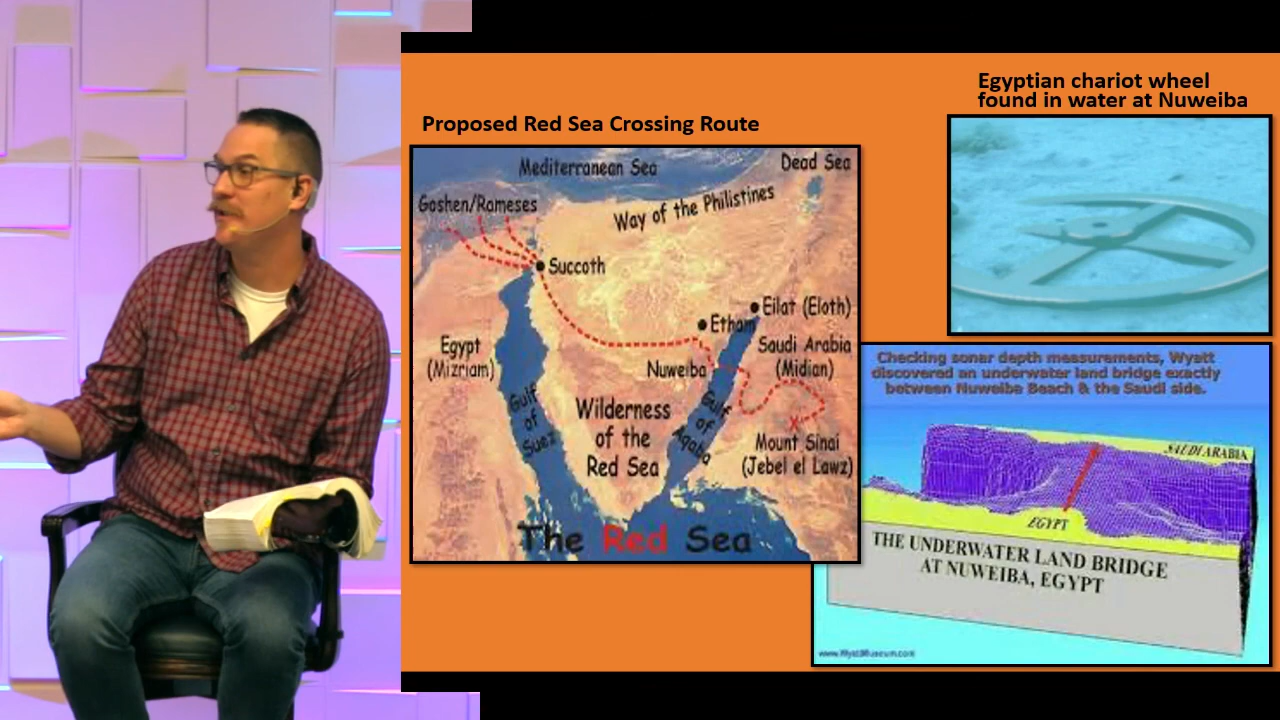 Egyptian chariot wheel
found in water at Nuweiba
Proposed Red Sea Crossing Route
Mediterranean Sea
Dead Sea
Goshen/Rameses
Way of the Philistines
Succoth
Eilat (Eloth)
Etham
Egypt
(Mizriam)
Saudi Arabia
(Midian)
Nuweiba
Gulf
of
Suez
Wilderness
of the
Red Sea
Gulf
of
Aqaba
Mount Sinai
(Jebel el Lawz)
The Red Sea
Checking sonar depth measurements, Wyatt
discovered an underwater land bridge exactly
between Nuweiba Beach & the Saudi side.
SAUDI ARABIA
EGYPT
THE UNDERWATER LAND BRIDGE
AT NUWEIBA, EGYPT
www.WyattMuseum.com